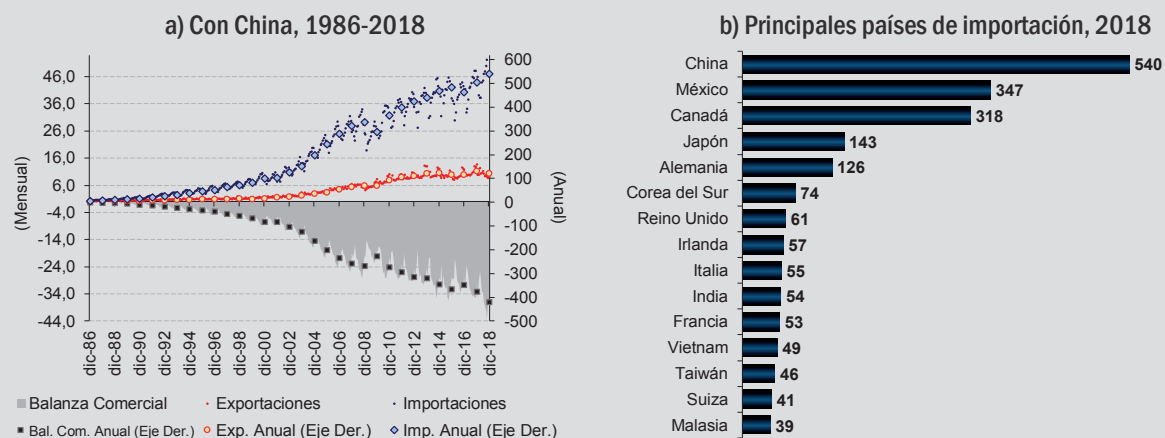 a) Con China, 1986-2018
(Mensual)
46,0
36,0
26,0
16,0
6,0
-4,0
-14,0
-24,0
-34,0
-44,0
600
500
400
300
200
100
0
-100
-200
-300
-400
-500
(Anual)
dic-86
dic-88
dic-90
dic-92
dic-94
dic-96
dic-98
dic-00
dic-02
dic-04
dic-06
dic-08
dic-10
dic-12
dic-14
dic-16
dic-18
Balanza Comercial
Exportaciones
Importaciones
Bal. Com. Anual (Eje Der.)
Exp. Anual (Eje Der.)
Imp. Anual (Eje Der.)
b) Principales países de importación, 2018
China 540
México 347
Canadá 318
Japón 143
Alemania 126
Corea del Sur 74
Reino Unido 61
Irlanda 57
Italia 55
India 54
Francia 53
Vietnam 49
Taiwán 46
Suiza 41
Malasia 39